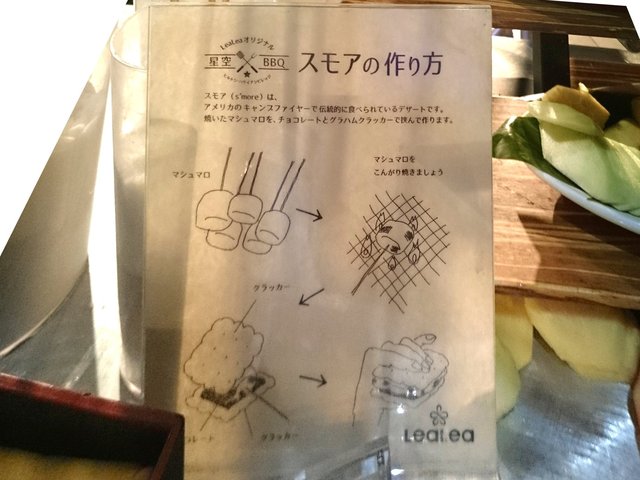 LeaLeaオリジナル
星空 BBQ
スモアの作り方
スモア（s'more）は、
アメリカのキャンプファイヤーで伝統的に食べられているデザートです。
焼いたマシュマロを、チョコレートとグラハムクラッカーで挟んで作ります。
マシュマロ
マシュマロを
こんがり焼きましょう
クラッカー
コレート
クラッカー
LeaLea